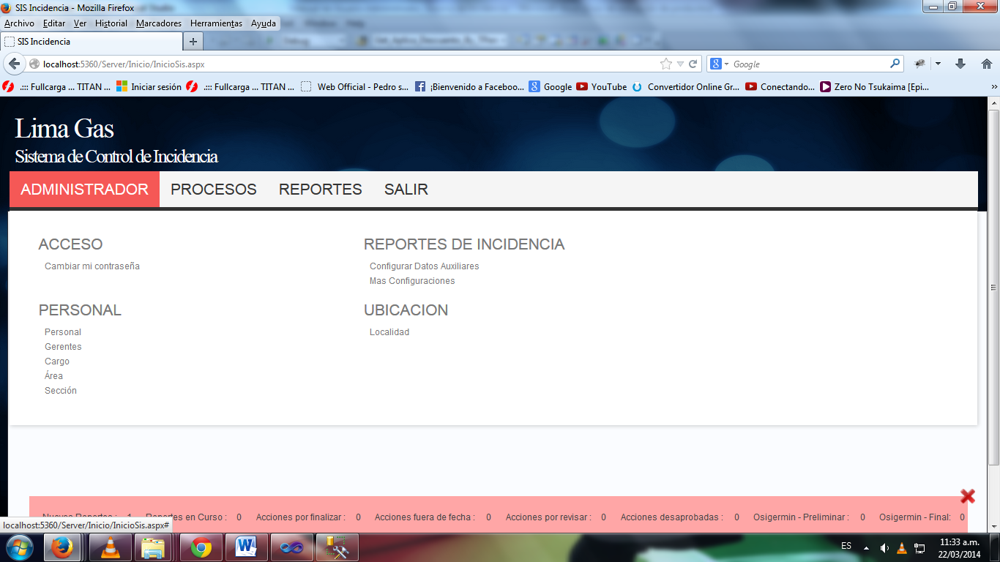 SIS Incidencia - Mozilla Firefox
Archivo Editar Ver Historial Marcadores Herramientas Ayuda
SIS Incidencia
localhost:5360/Server/Inicio/InicioSis.aspx
Google
.::: Fullcarga ... TITAN ... Iniciar sesión .::: Fullcarga ... TITAN ... Web Official - Pedro s... ¡Bienvenido a Faceboo... Google YouTube Convertidor Online Gr... Conectando... Zero No Tsukaima [Epi... »
Lima Gas
Sistema de Control de Incidencia
ADMINISTRADOR PROCESOS REPORTES SALIR
ACCESO
Cambiar mi contraseña
REPORTES DE INCIDENCIA
Configurar Datos Auxiliares
Mas Configuraciones
PERSONAL
Personal
Gerentes
Cargo
Área
Sección
UBICACION
Localidad
Nuevos Reportes : 1 Reportes en Curso : 0 Acciones por finalizar : 0 Acciones fuera de fecha : 0 Acciones por revisar : 0 Acciones desaprobadas : 0 Osigermin - Preliminar : 0 Osigermin - Final: 0
localhost:5360/Server/Inicio/InicioSis.aspx#
ES
11:33 a.m.
22/03/2014